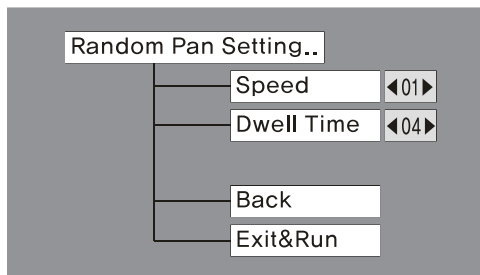 Random Pan Setting..
Speed ◀01▶
Dwell Time ◀04▶
Back
Exit&Run